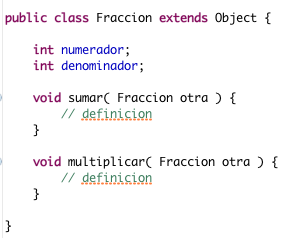 public class Fraccion extends Object {
int numerador;
int denominador;
void sumar( Fraccion otra ) {
// definicion
}
void multiplicar( Fraccion otra ) {
// definicion
}
}